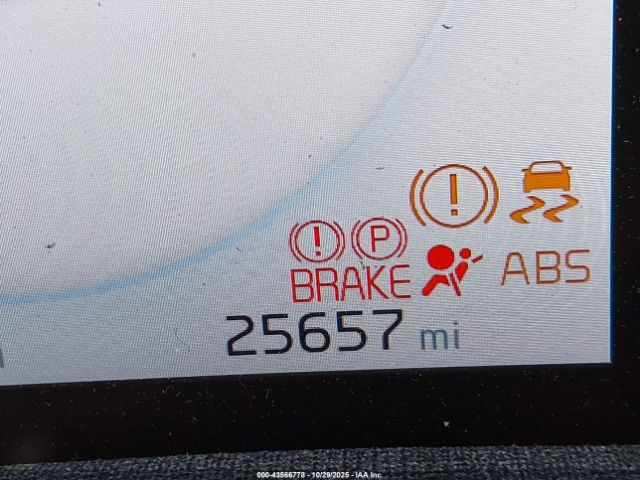 ! P
BRAKE
!
ABS
25657 mi
000-43566778 | 10/29/2025 | IAA Inc.